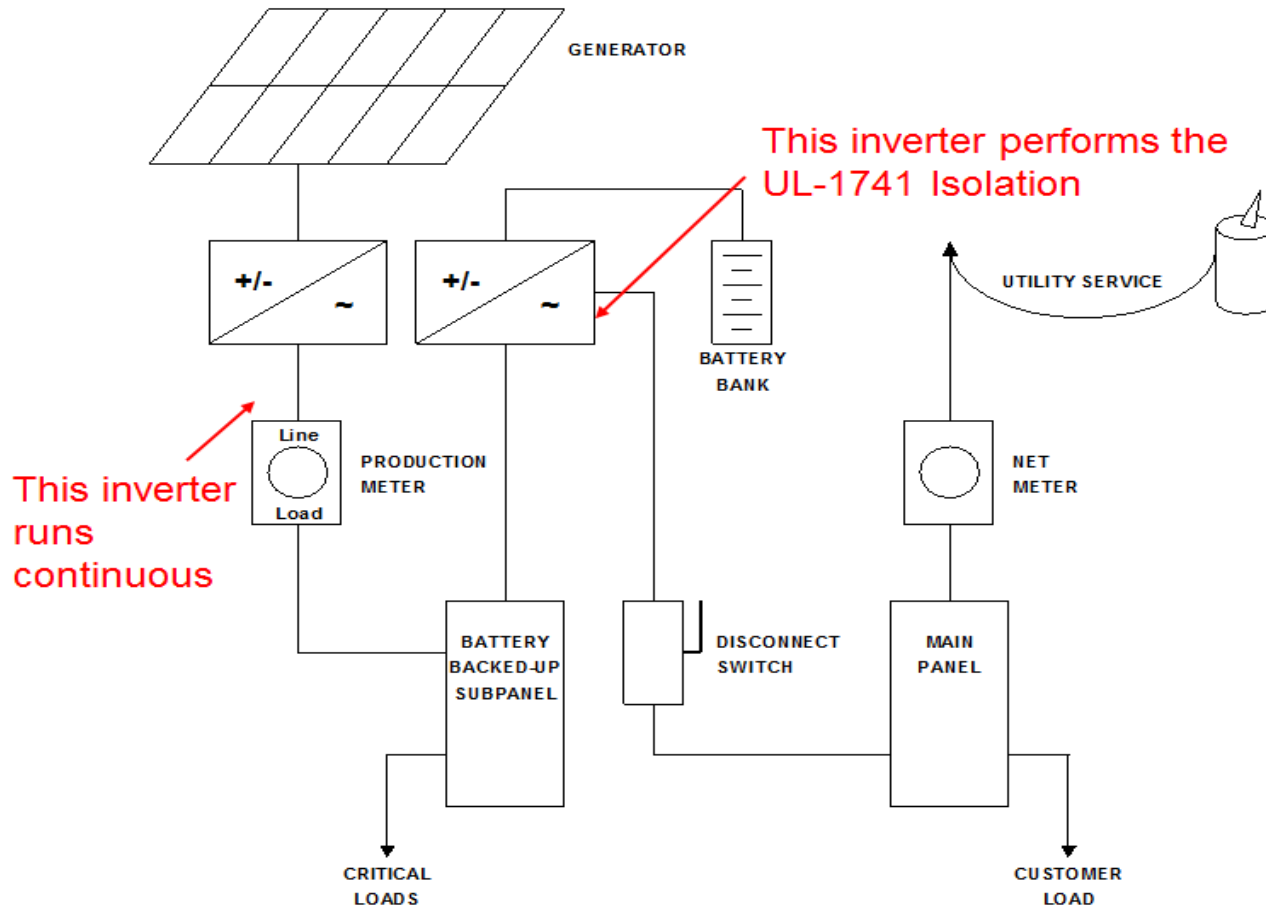 GENERATOR
This inverter performs the
UL-1741 Isolation
+/-
~
+/-
~
UTILITY SERVICE
BATTERY
BANK
This inverter
runs
continuous
Line
Load
PRODUCTION
METER
NET
METER
BATTERY
BACKED-UP
SUBPANEL
DISCONNECT
SWITCH
MAIN
PANEL
CRITICAL
LOADS
CUSTOMER
LOAD